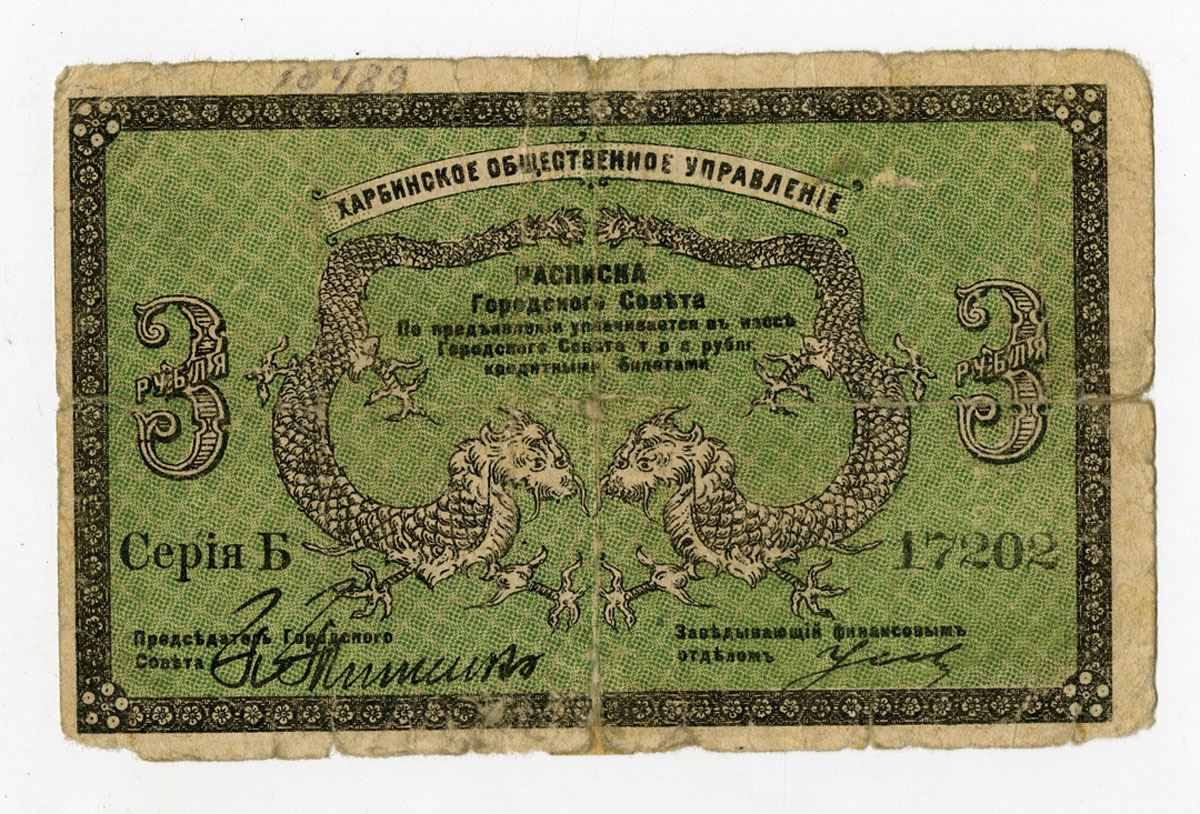 10489
ХАРБИНСКОЕ ОБЩЕСТВЕННОЕ УПРАВЛЕНІЕ
РАСПИСКА
Городского Совѣта
По предъявленіи уплачивается въ кассѣ
Городского Совѣта три рубля
кредитными билетами
3 РУБЛЯ
3 РУБЛЯ
Серія Б
17202
Предсѣдатель Городского
Совѣта
Завѣдывающій финансовымъ
отдѣломъ